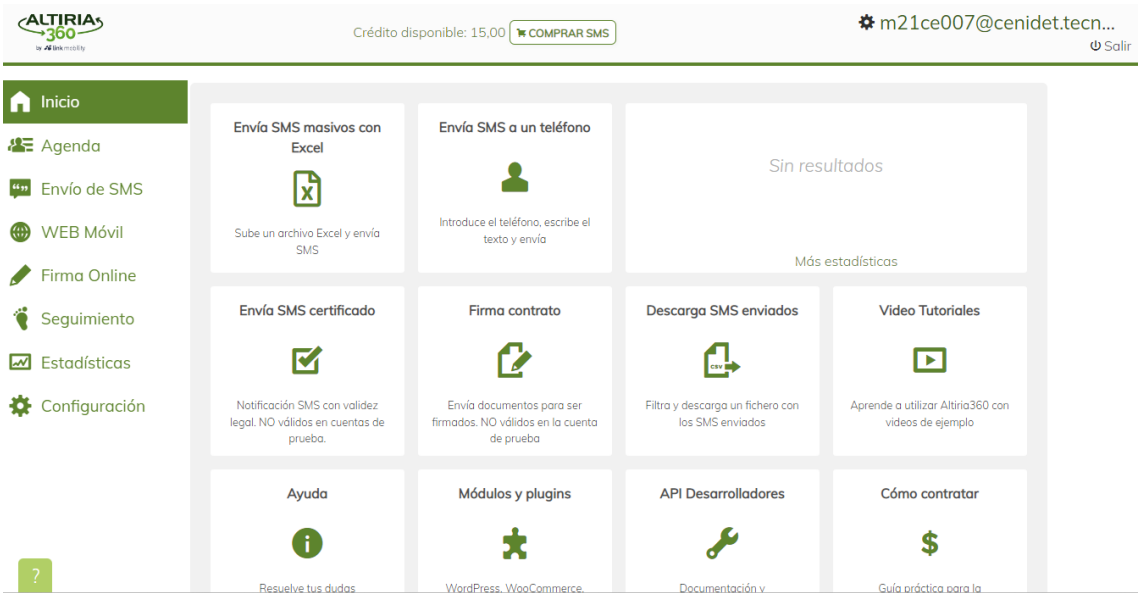 ALTIRIA
360
by link mobility
Crédito disponible: 15,00
COMPRAR SMS
m21ce007@cenidet.tecn...
Salir
Inicio
Agenda
Envío de SMS
WEB Móvil
Firma Online
Seguimiento
Estadísticas
Configuración
?
Envía SMS masivos con
Excel
X
Sube un archivo Excel y envía
SMS
Envía SMS a un teléfono
Introduce el teléfono, escribe el
texto y envía
Sin resultados
Más estadísticas
Envía SMS certificado
Notificación SMS con validez
legal. NO válidos en cuentas de
prueba.
Firma contrato
Envía documentos para ser
firmados. NO válidos en la cuenta
de prueba
Descarga SMS enviados
CSV
Filtra y descarga un fichero con
los SMS enviados
Video Tutoriales
Aprende a utilizar Altiria360 con
videos de ejemplo
Ayuda
i
Resuelve tus dudas
Módulos y plugins
WordPress, WooCommerce,
API Desarrolladores
Documentación y
Cómo contratar
$
Guía práctica para la